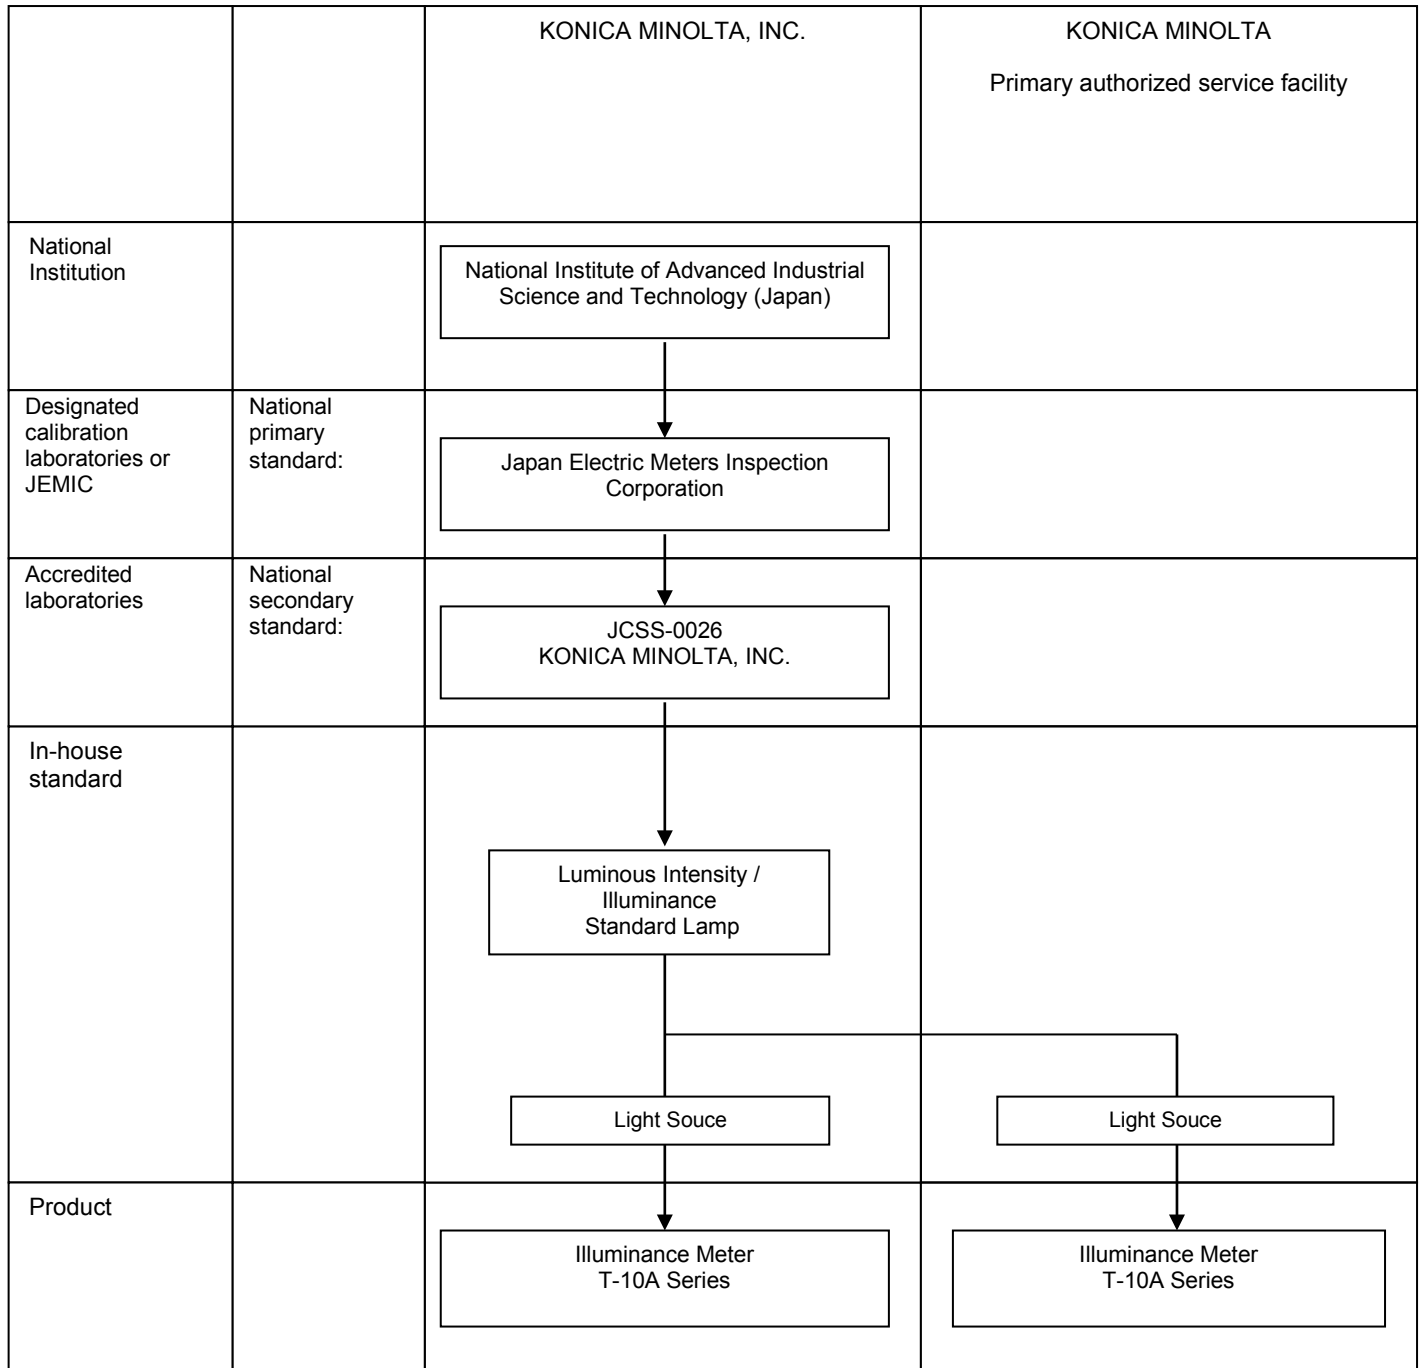 KONICA MINOLTA, INC.
KONICA MINOLTA
Primary authorized service facility
National
Institution
National Institute of Advanced Industrial
Science and Technology (Japan)
Designated
calibration
laboratories or
JEMIC
National
primary
standard:
Japan Electric Meters Inspection
Corporation
Accredited
laboratories
National
secondary
standard:
JCSS-0026
KONICA MINOLTA, INC.
In-house
standard
Luminous Intensity /
Illuminance
Standard Lamp
Light Souce
Light Souce
Product
Illuminance Meter
T-10A Series
Illuminance Meter
T-10A Series